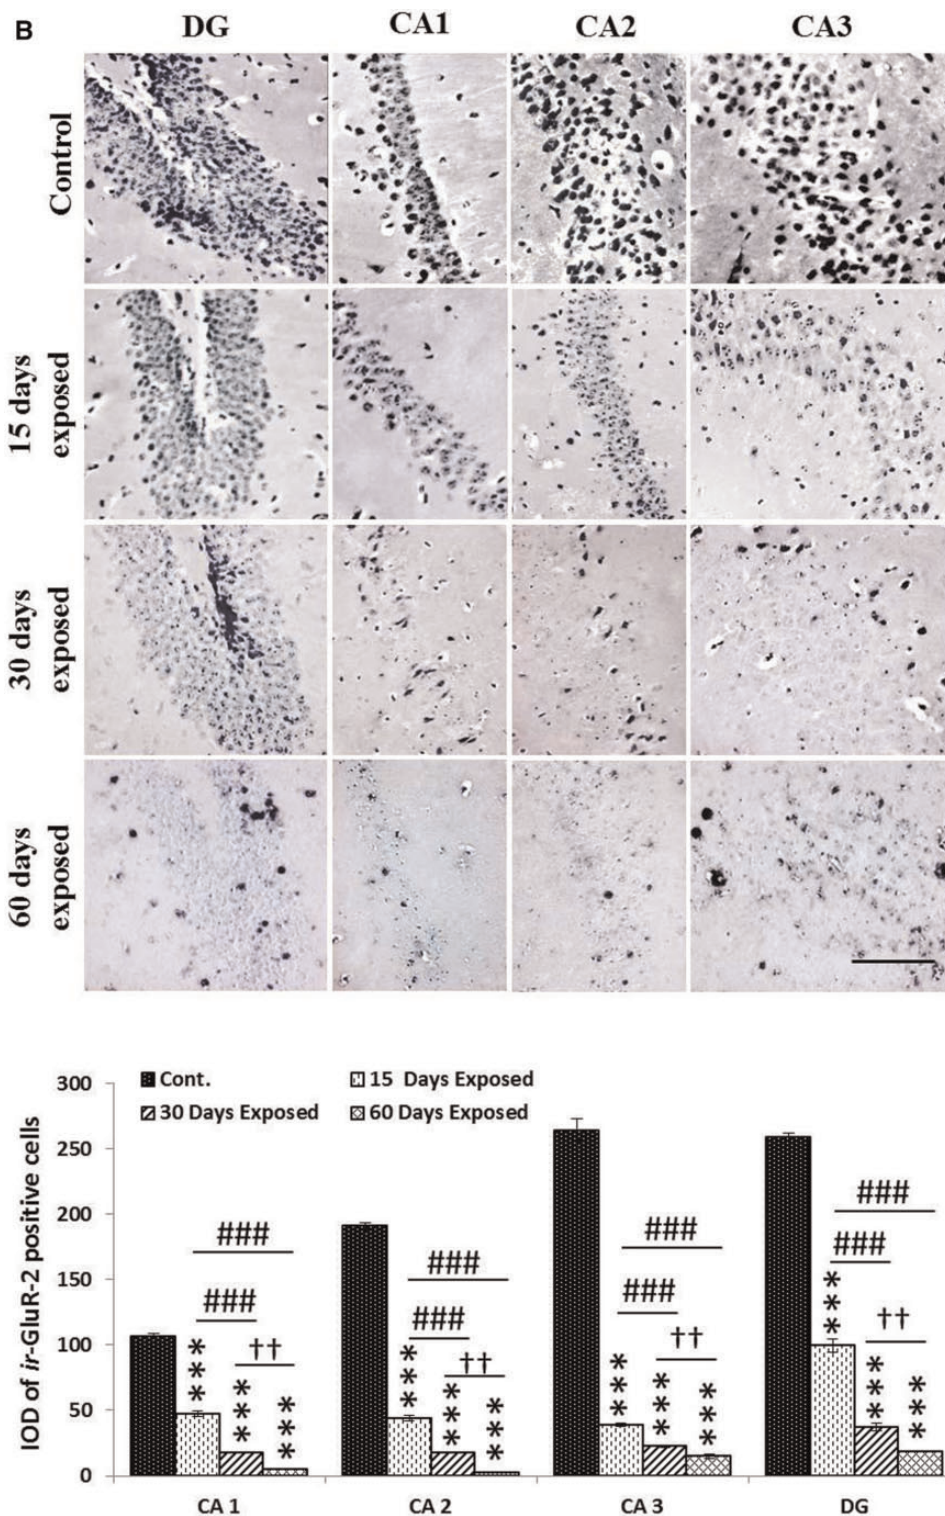 B
DG CA1 CA2 CA3
Control
15 days
exposed
30 days
exposed
60 days
exposed
Cont. 15 Days Exposed
30 Days Exposed 60 Days Exposed
IOD of ir-GluR-2 positive cells
300
250
200
150
100
50
0
###
###
††
***
***
***
###
###
††
***
***
***
###
###
††
***
***
***
###
###
††
***
***
***
CA 1 CA 2 CA 3 DG